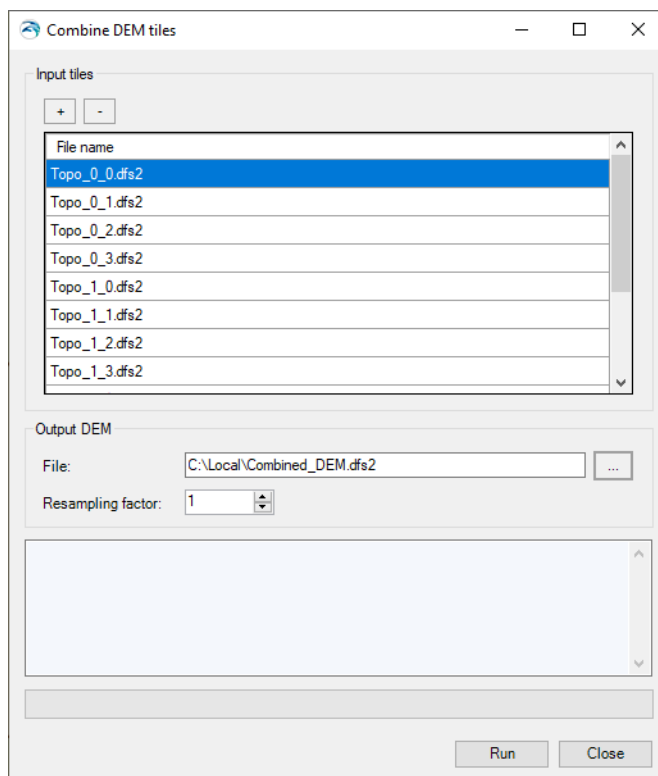 Combine DEM tiles
Input tiles
+ -
File name
Topo_0_0.dfs2
Topo_0_1.dfs2
Topo_0_2.dfs2
Topo_0_3.dfs2
Topo_1_0.dfs2
Topo_1_1.dfs2
Topo_1_2.dfs2
Topo_1_3.dfs2
Output DEM
File: C:\Local\Combined_DEM.dfs2 ...
Resampling factor: 1
Run Close